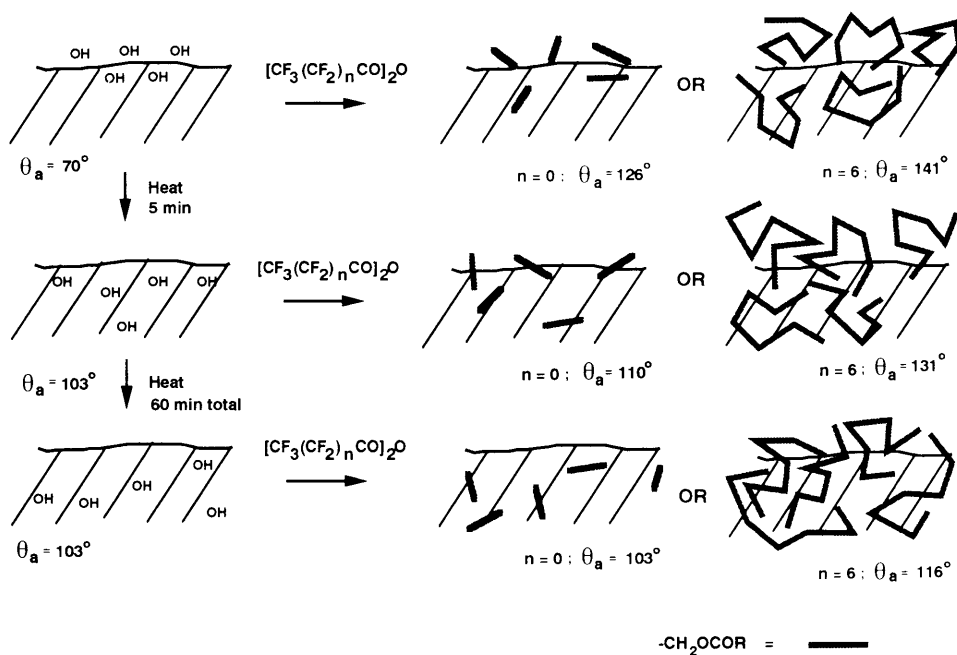 OH OH OH
OH OH
[CF3(CF2)nCO]2O
OR
θa = 70°
n = 0 ; θa = 126°
n = 6 ; θa = 141°
Heat
5 min
OH OH OH
OH
OH
[CF3(CF2)nCO]2O
OR
θa = 103°
n = 0 ; θa = 110°
n = 6 ; θa = 131°
Heat
60 min total
[CF3(CF2)nCO]2O
OH
OH OH OH
OH
OR
θa = 103°
n = 0 ; θa = 103°
n = 6 ; θa = 116°
-CH2OCOR =